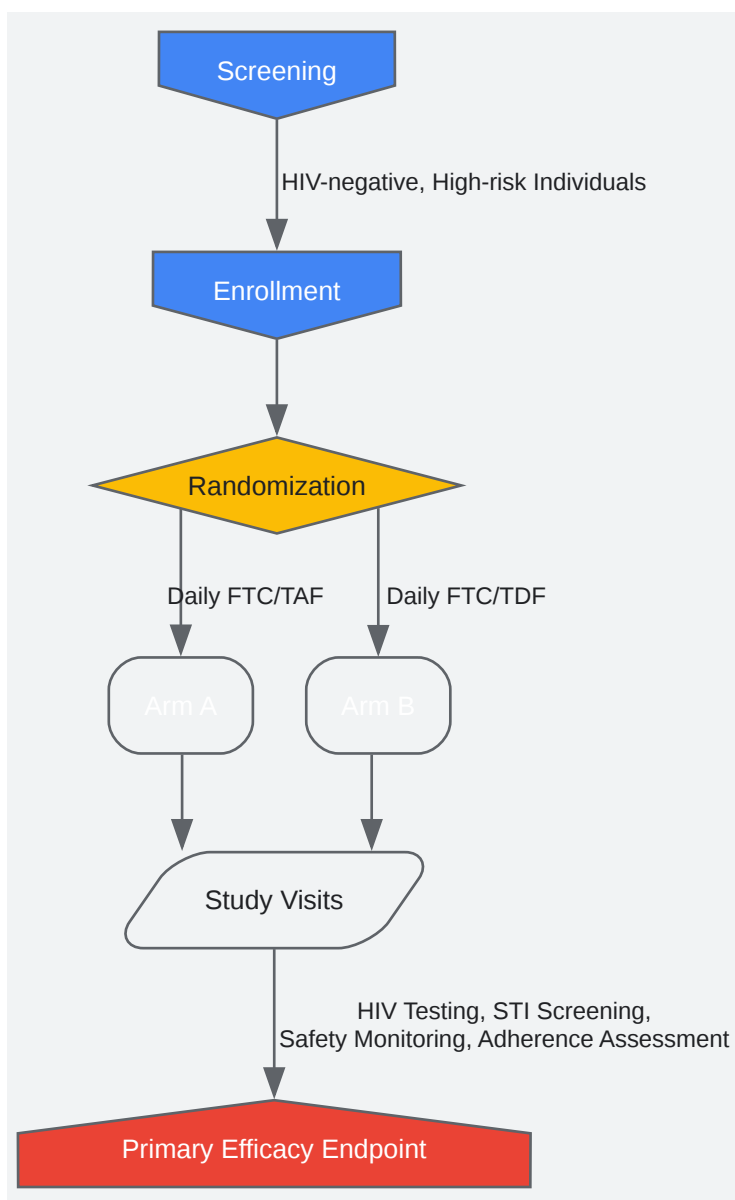 Screening
HIV-negative, High-risk Individuals
Enrollment
Randomization
Daily FTC/TAF
Daily FTC/TDF
Arm A
Arm B
Study Visits
HIV Testing, STI Screening,
Safety Monitoring, Adherence Assessment
Primary Efficacy Endpoint